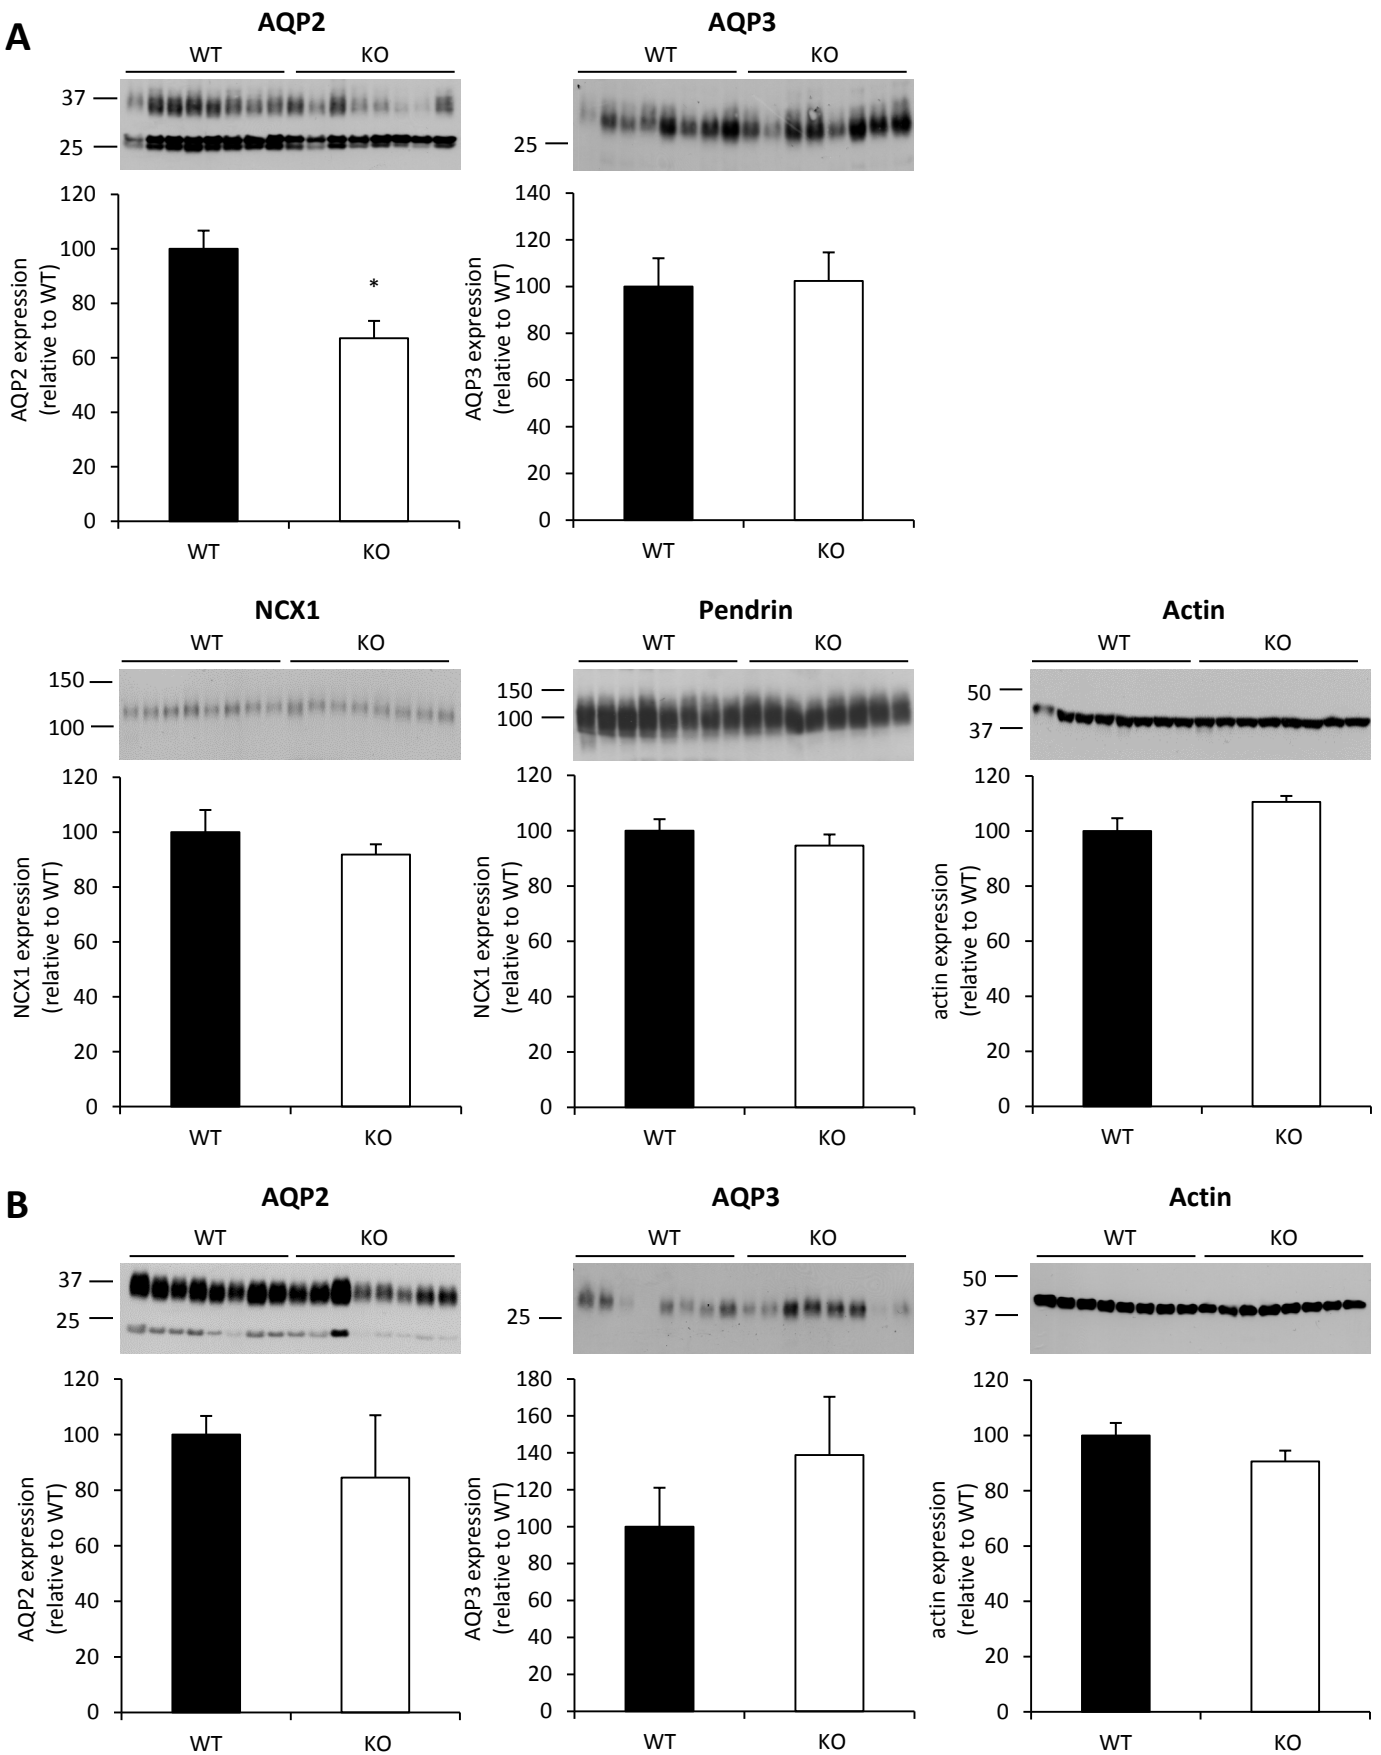 A
AQP2
WT KO
37
25
120
100
80
60
40
20
0
AQP2 expression
(relative to WT)
*
WT KO
AQP3
WT KO
25
140
120
100
80
60
40
20
0
AQP3 expression
(relative to WT)
WT KO
NCX1
WT KO
150
100
120
100
80
60
40
20
0
NCX1 expression
(relative to WT)
WT KO
Pendrin
WT KO
150
100
120
100
80
60
40
20
0
NCX1 expression
(relative to WT)
WT KO
Actin
WT KO
50
37
120
100
80
60
40
20
0
actin expression
(relative to WT)
WT KO
B
AQP2
WT KO
37
25
120
100
80
60
40
20
0
AQP2 expression
(relative to WT)
WT KO
AQP3
WT KO
25
180
160
140
120
100
80
60
40
20
0
AQP3 expression
(relative to WT)
WT KO
Actin
WT KO
50
37
120
100
80
60
40
20
0
actin expression
(relative to WT)
WT KO